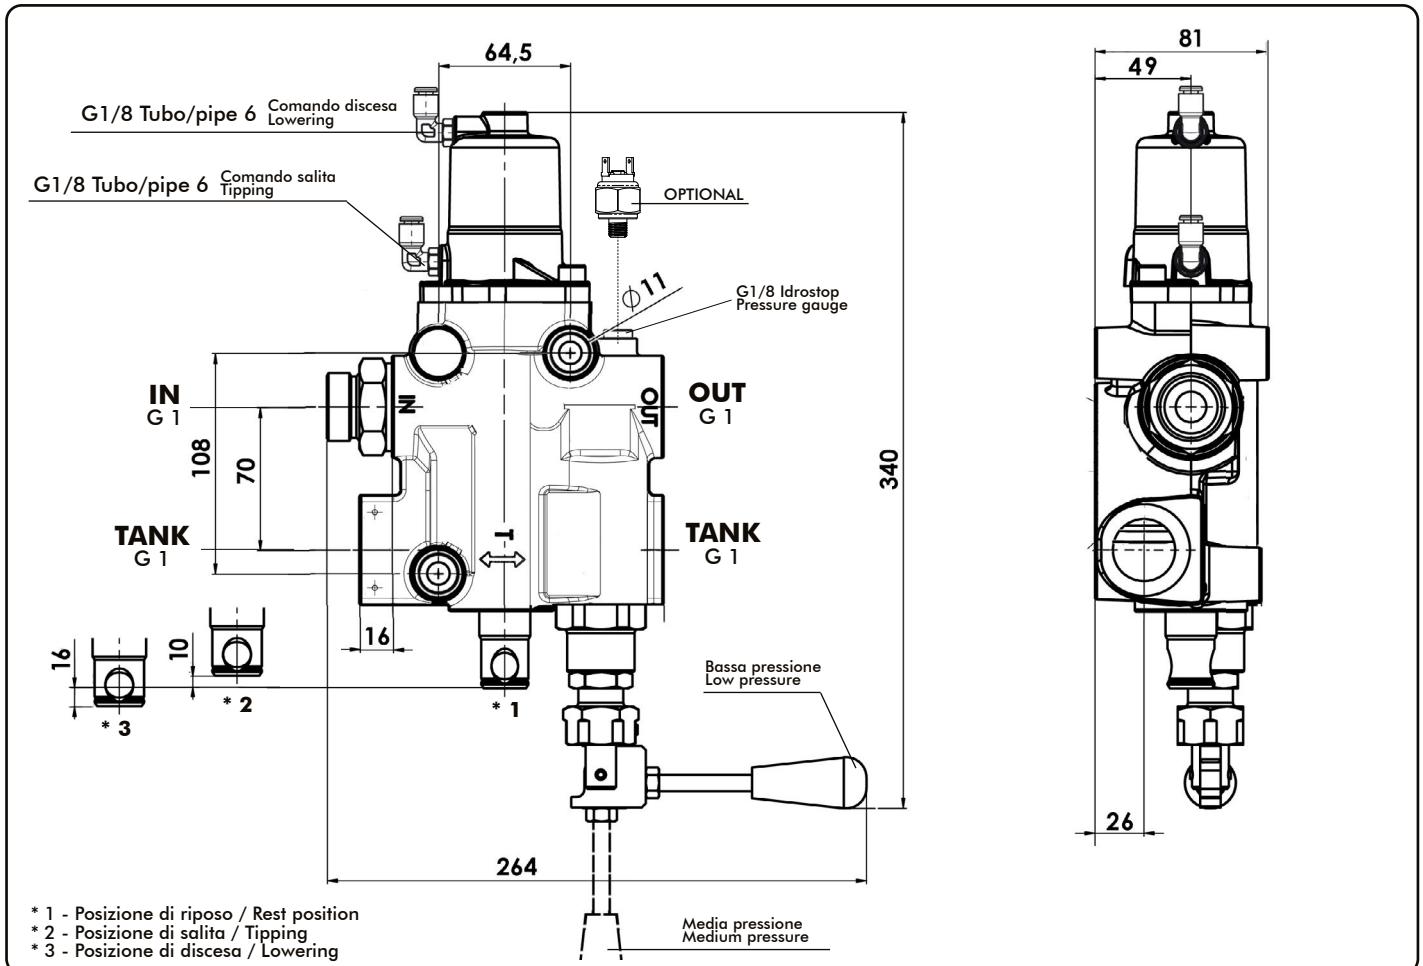 64,5
81
49
G1/8 Tubo/pipe 6 Comando discesa
Lowering
G1/8 Tubo/pipe 6 Comando salita
Tipping
OPTIONAL
∅ 11
G1/8 Idrostop
Pressure gauge
IN
G 1
IN
OUT
OUT
G 1
108
70
340
TANK
G 1
T
TANK
G 1
16
16
10
* 3
* 2
* 1
Bassa pressione
Low pressure
26
264
* 1 - Posizione di riposo / Rest position
* 2 - Posizione di salita / Tipping
* 3 - Posizione di discesa / Lowering
Media pressione
Medium pressure